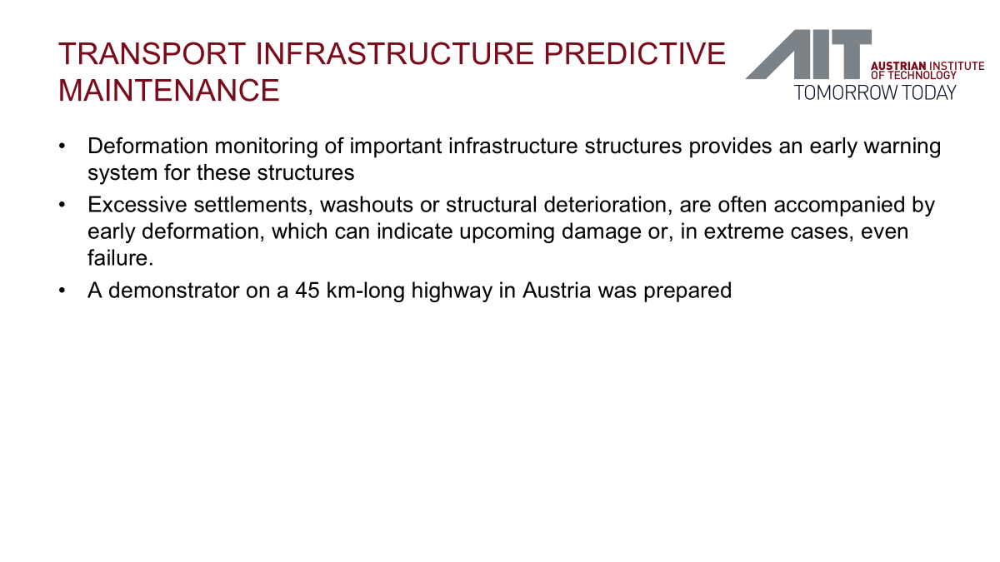 TRANSPORT INFRASTRUCTURE PREDICTIVE
MAINTENANCE
AIT
AUSTRIAN INSTITUTE
OF TECHNOLOGY
TOMORROW TODAY
• Deformation monitoring of important infrastructure structures provides an early warning
system for these structures
• Excessive settlements, washouts or structural deterioration, are often accompanied by
early deformation, which can indicate upcoming damage or, in extreme cases, even
failure.
• A demonstrator on a 45 km-long highway in Austria was prepared